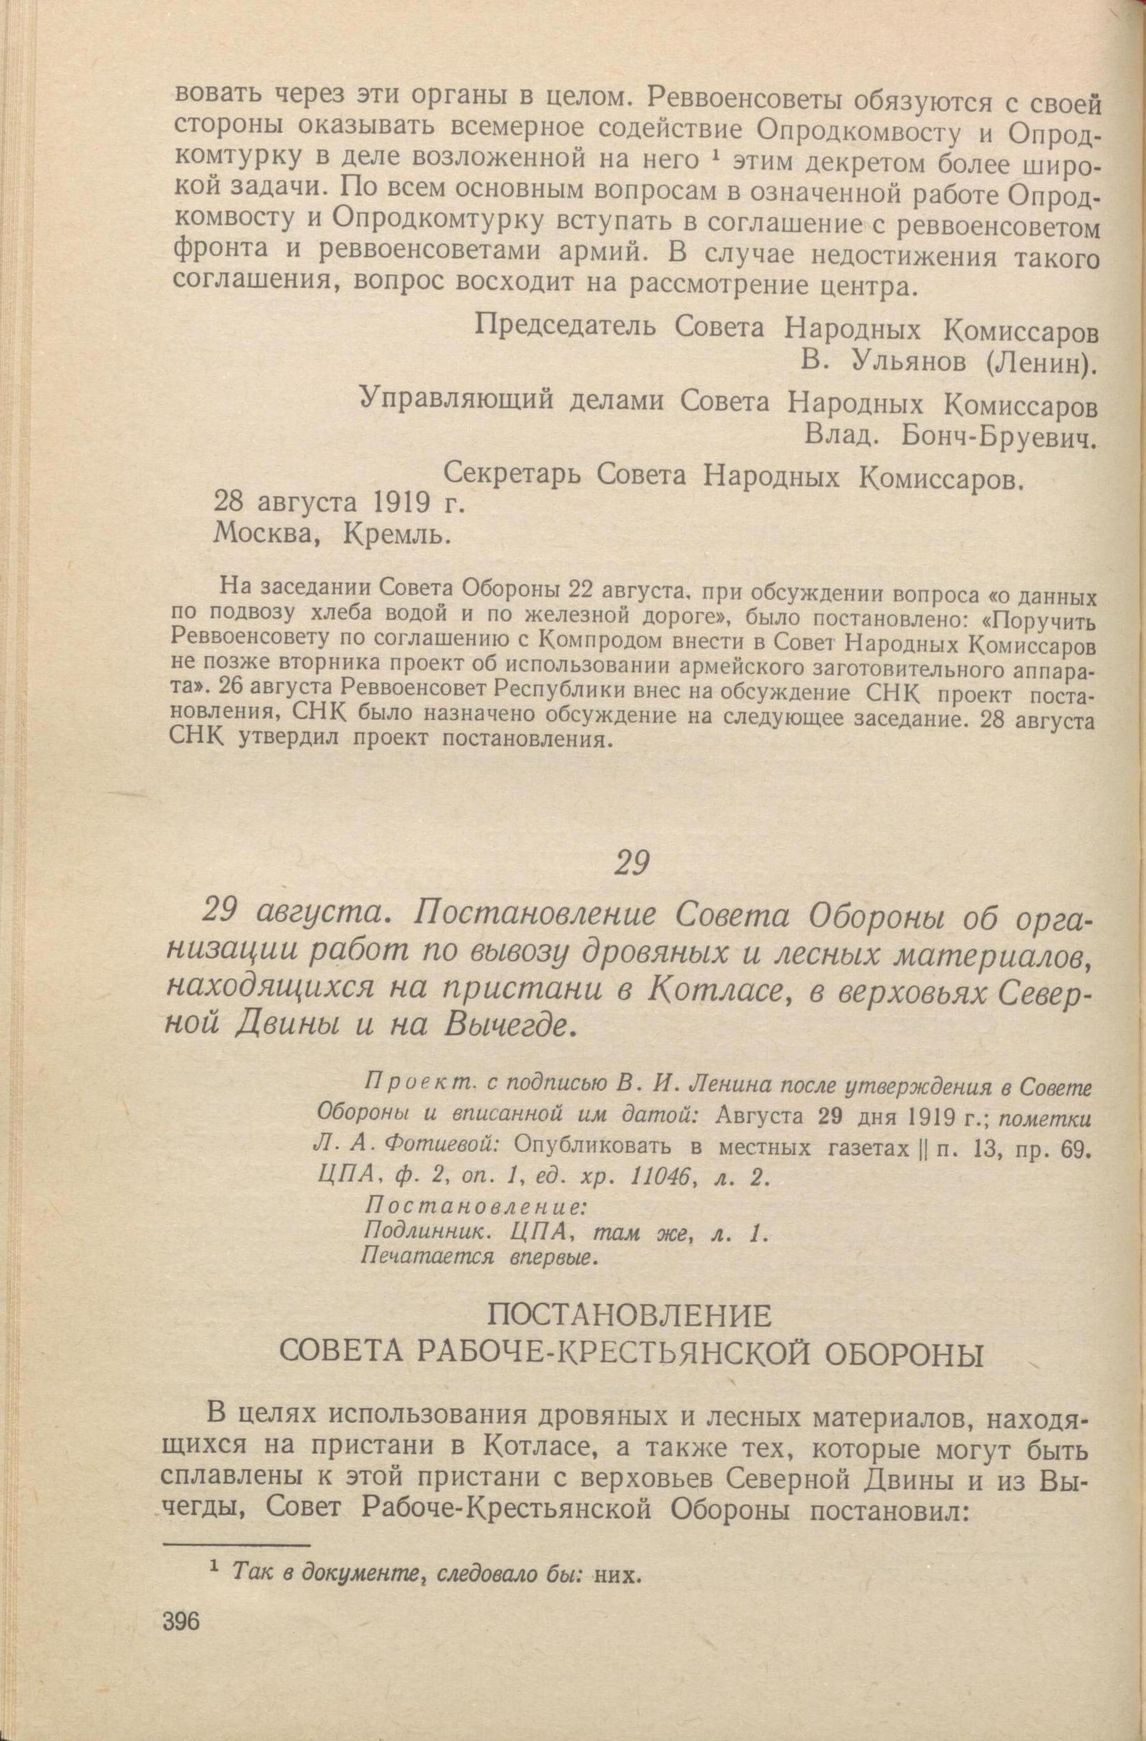 вовать через эти органы в целом. Реввоенсоветы обязуются с своей
стороны оказывать всемерное содействие Опродкомвосту и Опрод-
комтурку в деле возложенной на него ¹ этим декретом более широ-
кой задачи. По всем основным вопросам в означенной работе Опрод-
комвосту и Опродкомтурку вступать в соглашение с реввоенсоветом
фронта и реввоенсоветами армий. В случае недостижения такого
соглашения, вопрос восходит на рассмотрение центра.
Председатель Совета Народных Комиссаров
В. Ульянов (Ленин).
Управляющий делами Совета Народных Комиссаров
Влад. Бонч-Бруевич.
Секретарь Совета Народных Комиссаров.
28 августа 1919 г.
Москва, Кремль.
На заседании Совета Обороны 22 августа, при обсуждении вопроса «о данных
по подвозу хлеба водой и по железной дороге», было постановлено: «Поручить
Реввоенсовету по соглашению с Компродом внести в Совет Народных Комиссаров
не позже вторника проект об использовании армейского заготовительного аппара-
та». 26 августа Реввоенсовет Республики внес на обсуждение СНК проект поста-
новления, СНК было назначено обсуждение на следующее заседание. 28 августа
СНК утвердил проект постановления.
29
29 августа. Постановление Совета Обороны об орга-
низации работ по вывозу дровяных и лесных материалов,
находящихся на пристани в Котласе, в верховьях Север-
ной Двины и на Вычегде.
Проект, с подписью В. И. Ленина после утверждения в Совете
Обороны и вписанной им датой: Августа 29 дня 1919 г.; пометки
Л. А. Фотиевой: Опубликовать в местных газетах || п. 13, пр. 69.
ЦПА, ф. 2, оп. 1, ед. хр. 11046, л. 2.
Постановление:
Подлинник. ЦПА, там же, л. 1.
Печатается впервые.
ПОСТАНОВЛЕНИЕ
СОВЕТА РАБОЧЕ-КРЕСТЬЯНСКОЙ ОБОРОНЫ
В целях использования дровяных и лесных материалов, находя-
щихся на пристани в Котласе, а также тех, которые могут быть
сплавлены к этой пристани с верховьев Северной Двины и из Вы-
чегды, Совет Рабоче-Крестьянской Обороны постановил:
¹ Так в документе, следовало бы: них.
396